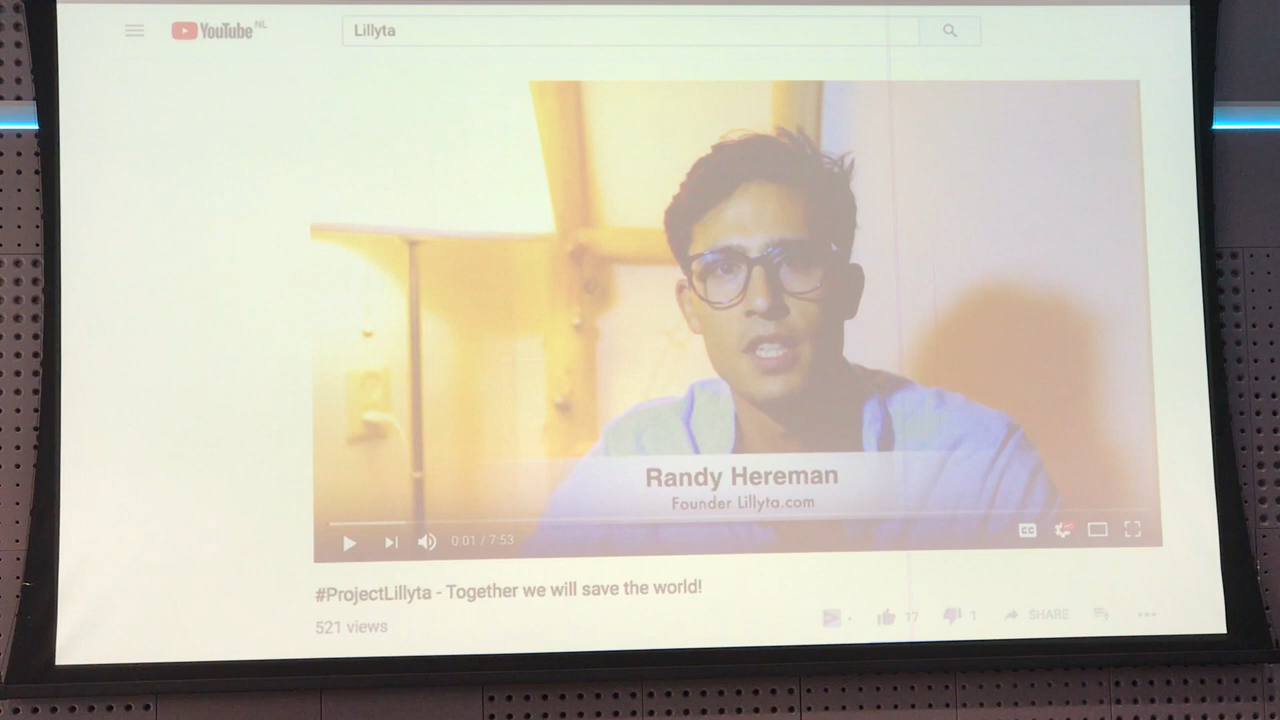 YouTube NL
Lillyta
Randy Hereman
Founder Lillyta.com
0:01 / 7:53
CC
#ProjectLillyta - Together we will save the world!
521 views
17
1
SHARE